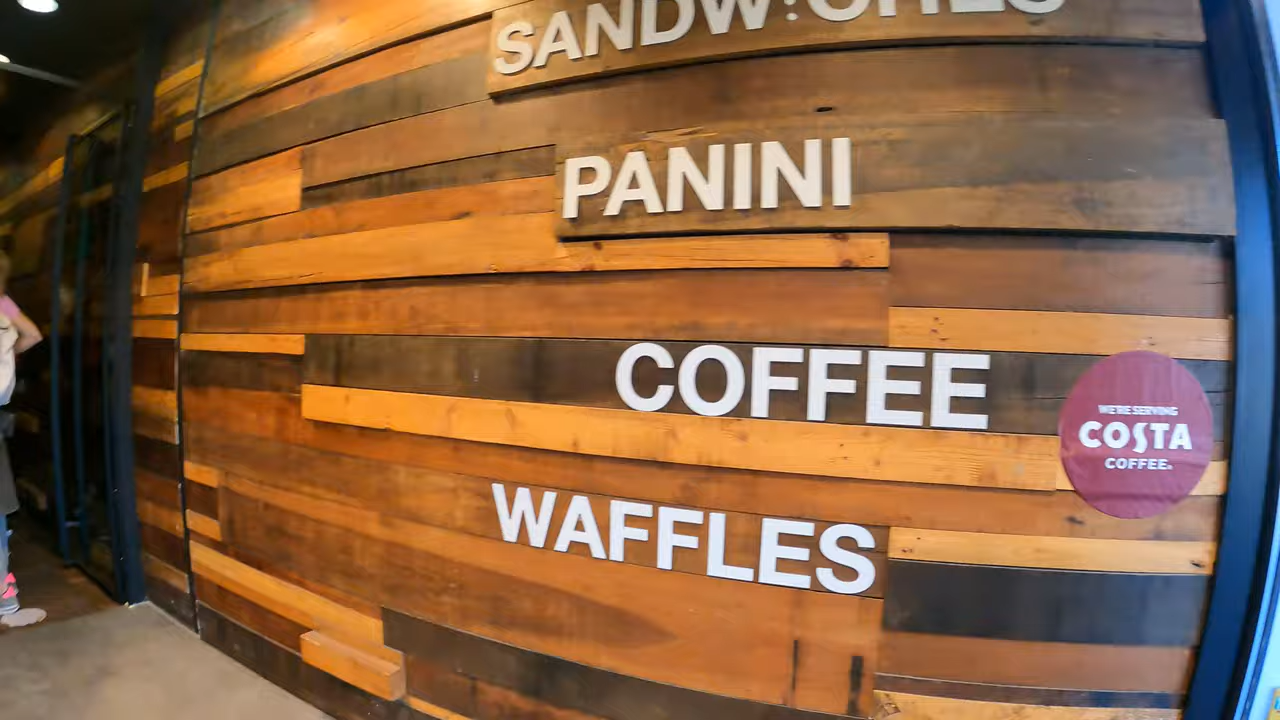 SANDWICHES
PANINI
COFFEE
WE'RE SERVING
COSTA
COFFEE.
WAFFLES